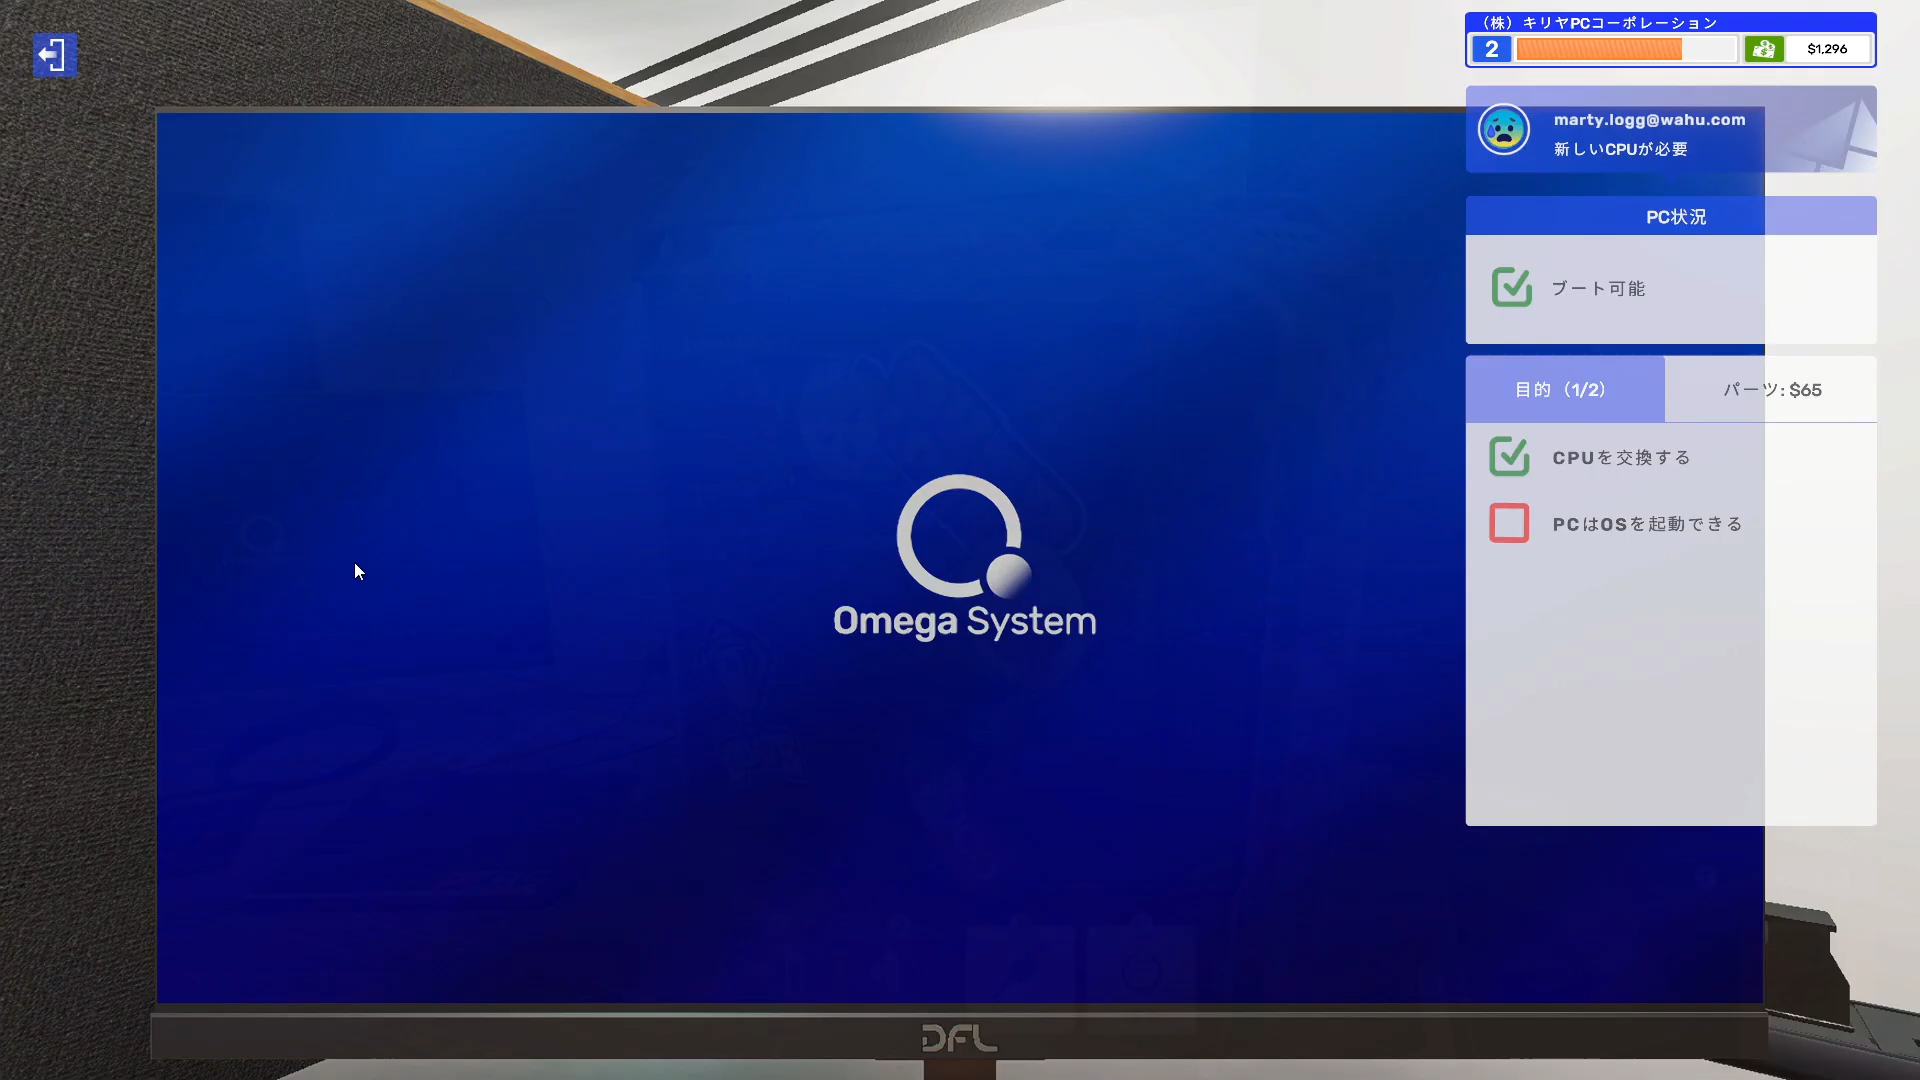 （株）キリヤPCコーポレーション
2
$1,296
marty.logg@wahu.com
新しいCPUが必要
PC状況
ブート可能
目的（1/2）
パーツ: $65
CPUを交換する
PCはOSを起動できる
Omega System
DFL